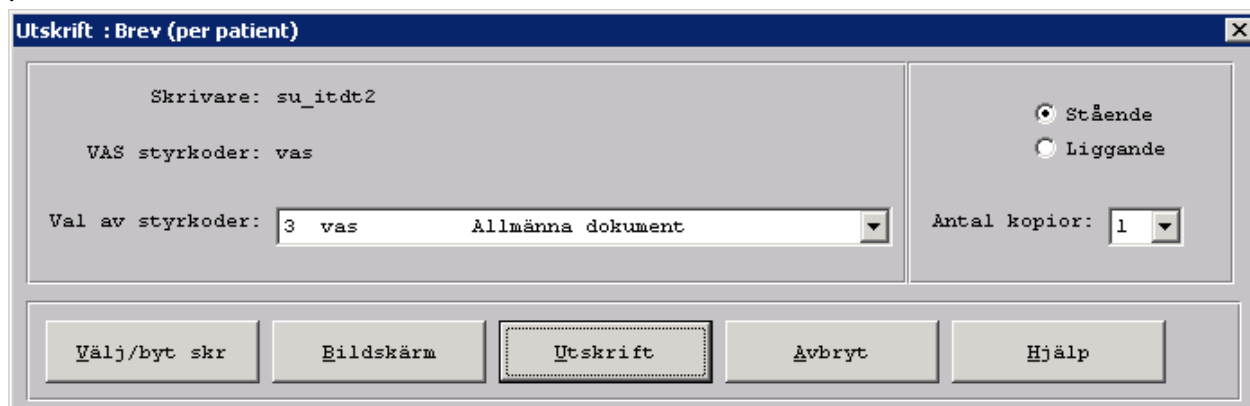 Utskrift : Brev (per patient)
Skrivare: su_itdt2
VAS styrkoder: vas
Val av styrkoder: 3 vas Allmänna dokument
Stående
Liggande
Antal kopior: 1
Välj/byt skr Bildskärm Utskrift Avbryt Hjälp